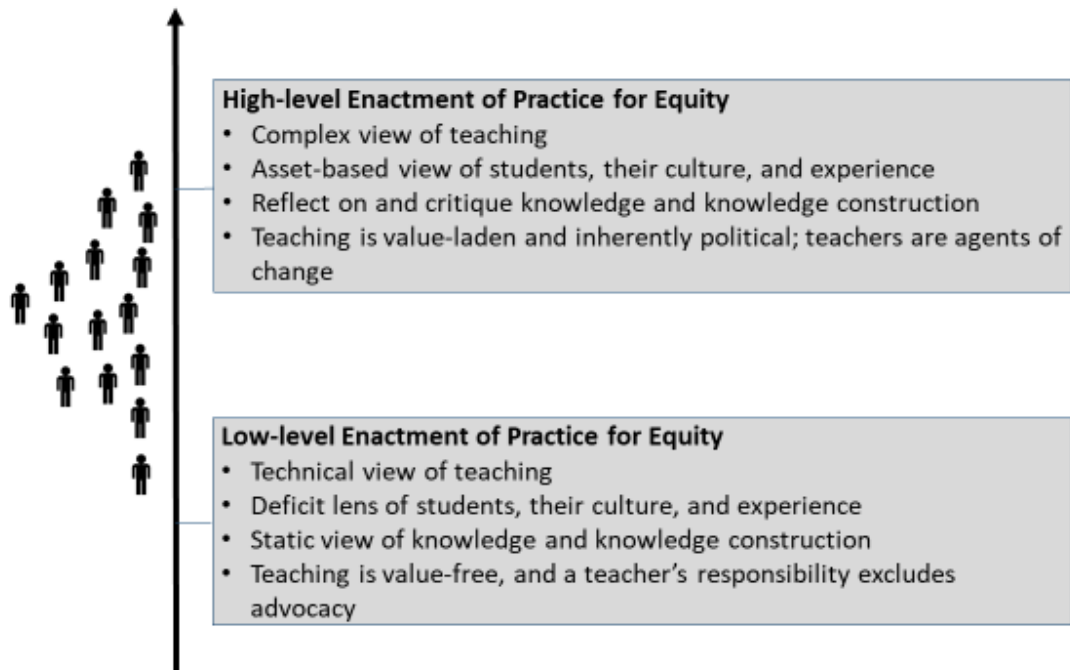 High-level Enactment of Practice for Equity
• Complex view of teaching
• Asset-based view of students, their culture, and experience
• Reflect on and critique knowledge and knowledge construction
• Teaching is value-laden and inherently political; teachers are agents of
change
Low-level Enactment of Practice for Equity
• Technical view of teaching
• Deficit lens of students, their culture, and experience
• Static view of knowledge and knowledge construction
• Teaching is value-free, and a teacher’s responsibility excludes
advocacy